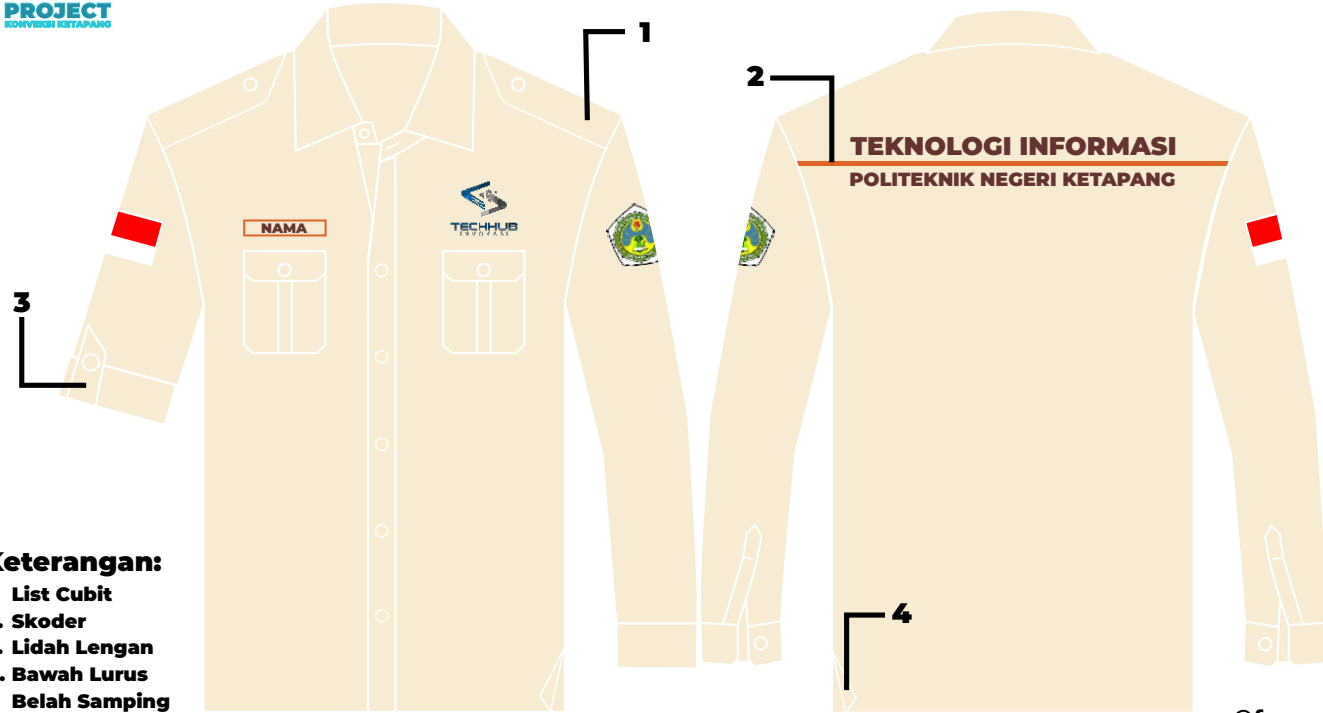 PROJECT
KONVEKSI KETAPANG
1
2
TEKNOLOGI INFORMASI
POLITEKNIK NEGERI KETAPANG
NAMA
TECHHUB
3
4
Keterangan:
List Cubit
. Skoder
. Lidah Lengan
. Bawah Lurus
Belah Samping